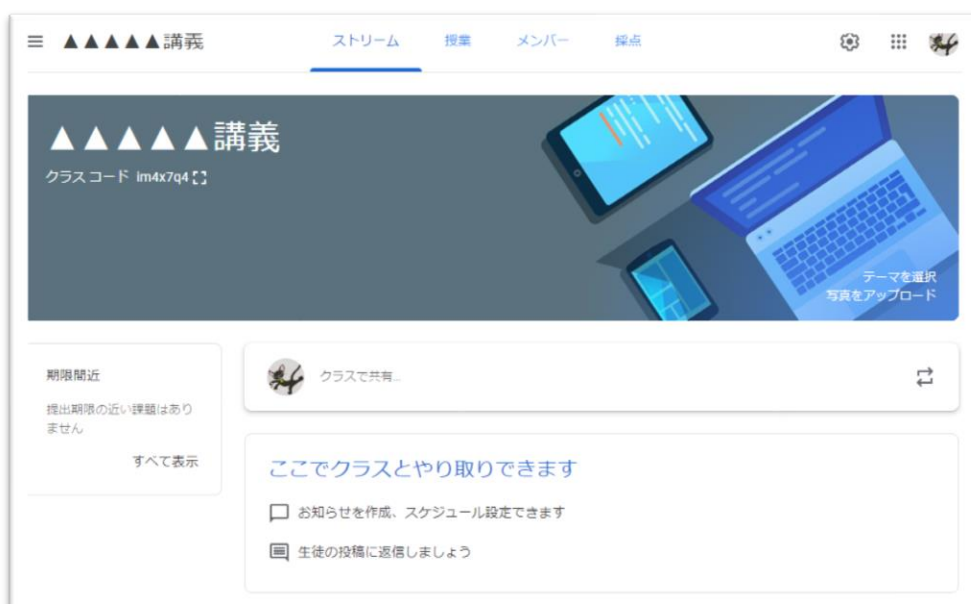 ▲▲▲▲▲講義
ストリーム
授業
メンバー
採点
▲▲▲▲▲講義
クラス コード im4x7q4
テーマを選択
写真をアップロード
期限間近
提出期限の近い課題はあり
ません
すべて表示
クラスで共有...
ここでクラスとやり取りできます
お知らせを作成、スケジュール設定できます
生徒の投稿に返信しましょう